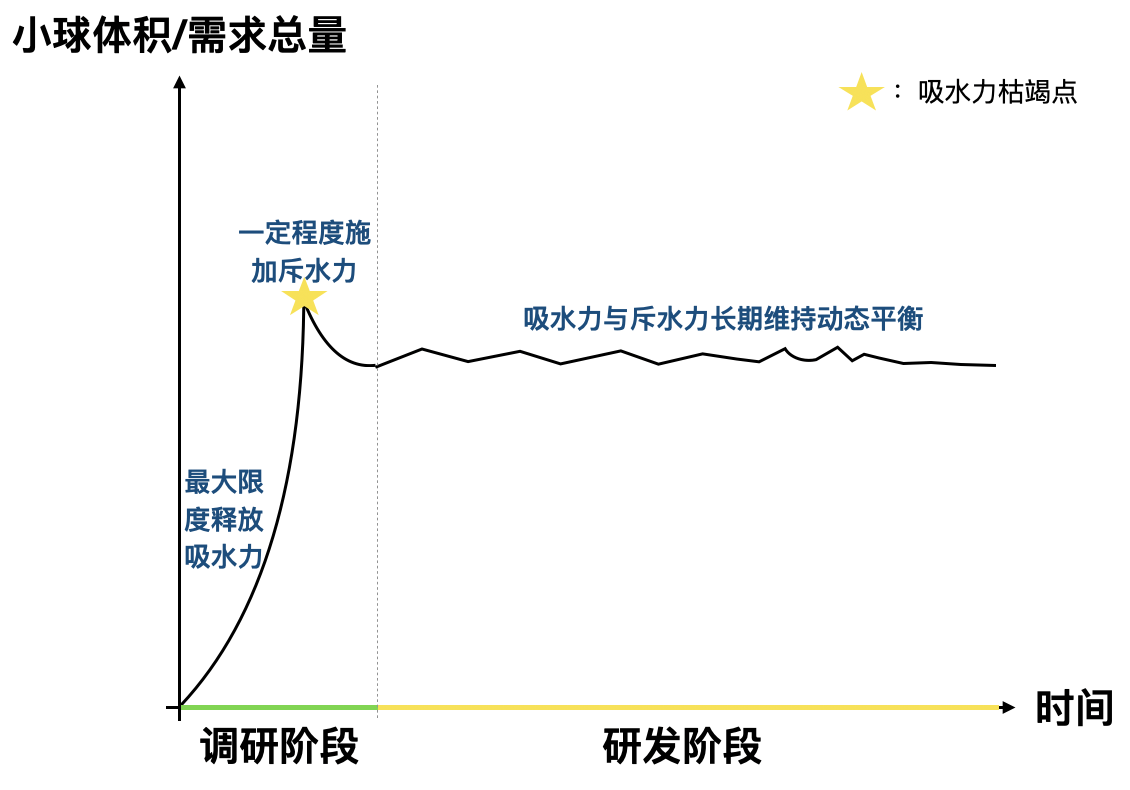 小球体积/需求总量
：吸水力枯竭点
一定程度施
加斥水力
吸水力与斥水力长期维持动态平衡
最大限
度释放
吸水力
时间
调研阶段
研发阶段